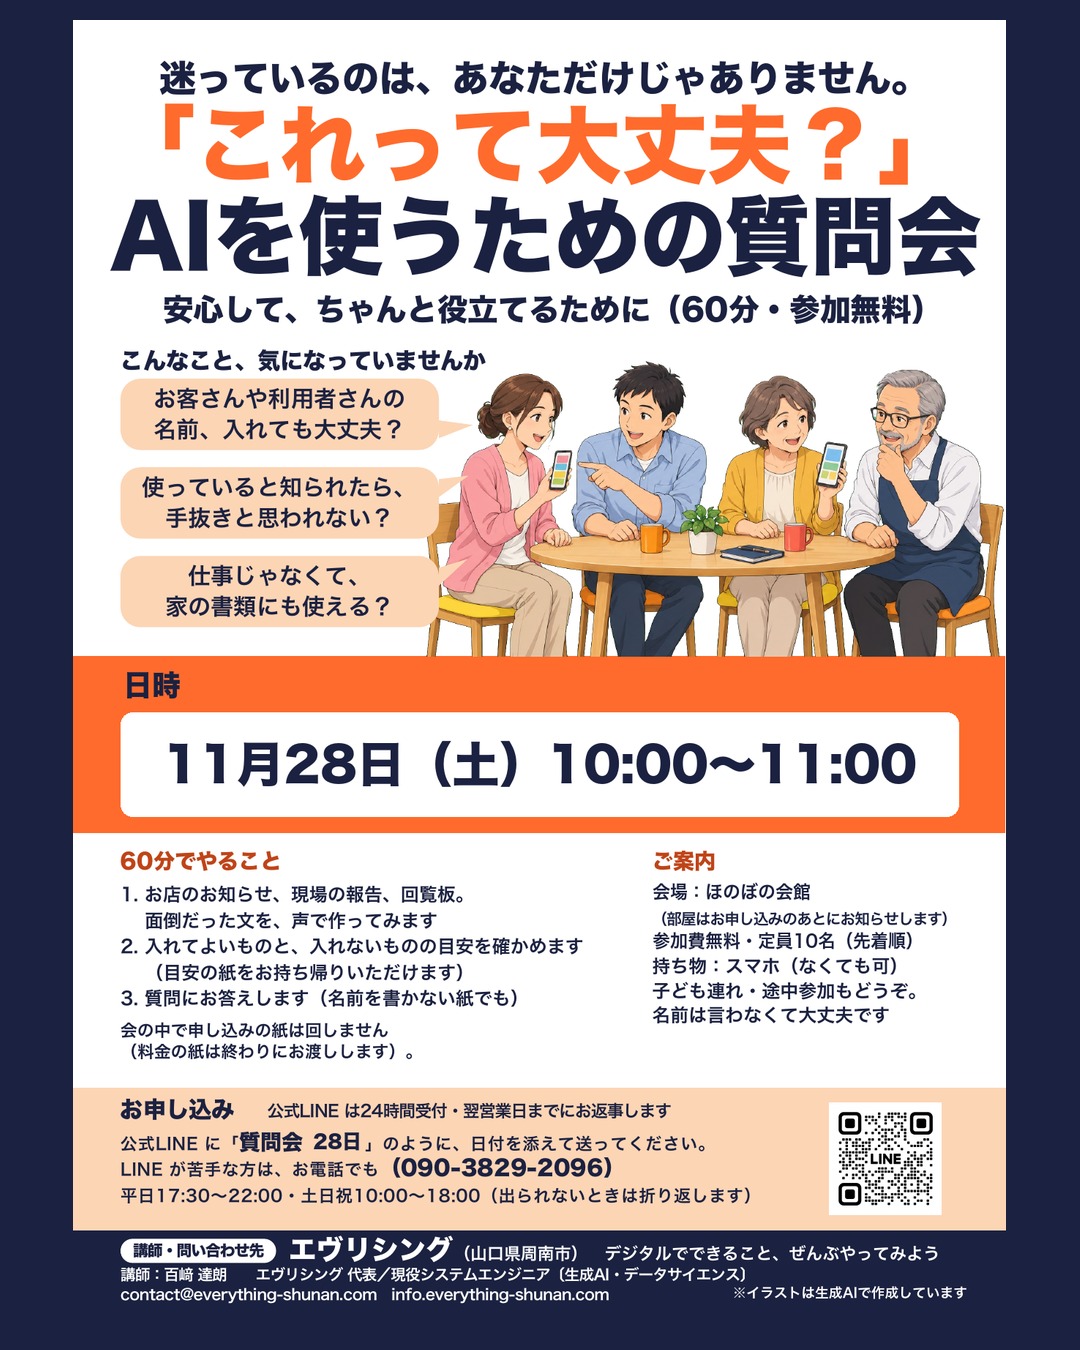 迷っているのは、あなただけじゃありません。
「これって大丈夫？」
AIを使うための質問会
安心して、ちゃんと役立てるために（60分・参加無料）
こんなこと、気になっていませんか
お客さんや利用者さんの
名前、入れても大丈夫？
使っていると知られたら、
手抜きと思われない？
仕事じゃなくて、
家の書類にも使える？
日時
11月28日（土）10:00〜11:00
60分でやること
1. お店のお知らせ、現場の報告、回覧板。
面倒だった文を、声で作ってみます
2. 入れてよいものと、入れないものの目安を確かめます
（目安の紙をお持ち帰りいただけます）
3. 質問にお答えします（名前を書かない紙でも）
会の中で申し込みの紙は回しません
（料金の紙は終わりにお渡しします）。
ご案内
会場：ほのぼの会館
（部屋はお申し込みのあとにお知らせします）
参加費無料・定員10名（先着順）
持ち物：スマホ（なくても可）
子ども連れ・途中参加もどうぞ。
名前は言わなくて大丈夫です
お申し込み　公式LINE は24時間受付・翌営業日までにお返事します
公式LINE に「質問会 28日」のように、日付を添えて送ってください。
LINE が苦手な方は、お電話でも（090-3829-2096）
平日17:30〜22:00・土日祝10:00〜18:00（出られないときは折り返します）
LINE
講師・問い合わせ先　エヴリシング（山口県周南市）　デジタルでできること、ぜんぶやってみよう
講師：百﨑 達朗　エヴリシング 代表／現役システムエンジニア〔生成AI・データサイエンス〕
contact@everything-shunan.com　info.everything-shunan.com
※イラストは生成AIで作成しています